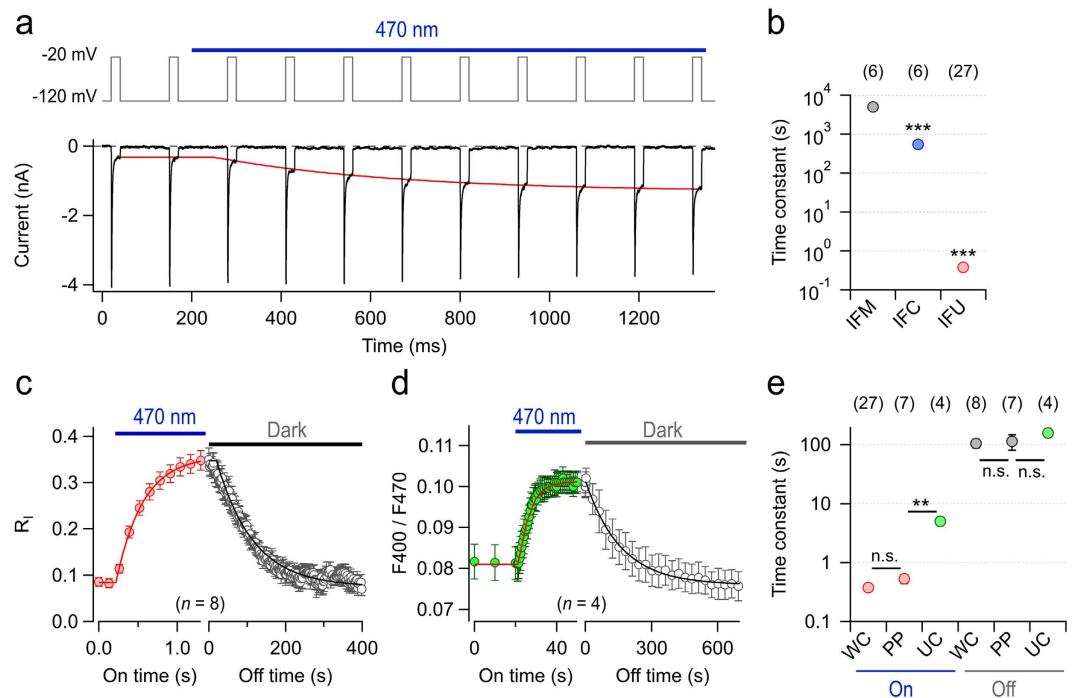 a
470 nm
-20 mV
-120 mV
0
-2
-4
Current (nA)
0 200 400 600 800 1000 1200
Time (ms)
b
(6) (6) (27)
10^4
10^3
10^2
10^1
10^0
10^-1
Time constant (s)
***
***
IFM IFC IFU
c
470 nm
Dark
0.4
0.3
0.2
0.1
0.0
R_I
(n = 8)
0.0 1.0 0 200 400
On time (s) Off time (s)
d
470 nm
Dark
0.11
0.10
0.09
0.08
0.07
F400 / F470
(n = 4)
0 20 40 0 300 600
On time (s) Off time (s)
e
(27) (7) (4) (8) (7) (4)
100
10
1
0.1
Time constant (s)
n.s.
**
n.s.
n.s.
WC PP UC WC PP UC
On Off